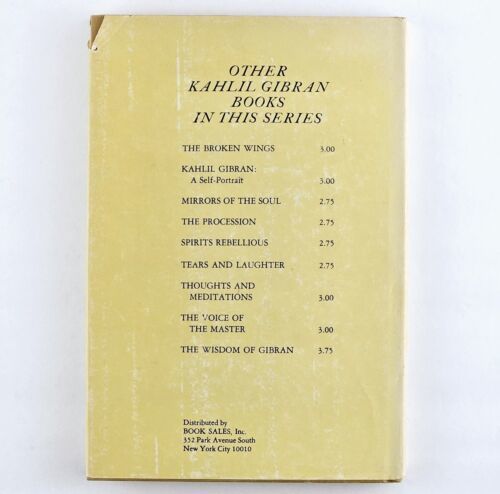 OTHER
KAHLIL GIBRAN
BOOKS
IN THIS SERIES
THE BROKEN WINGS 3.00
KAHLIL GIBRAN:
A Self-Portrait 3.00
MIRRORS OF THE SOUL 2.75
THE PROCESSION 2.75
SPIRITS REBELLIOUS 2.75
TEARS AND LAUGHTER 2.75
THOUGHTS AND
MEDITATIONS 3.00
THE VOICE OF
THE MASTER 3.00
THE WISDOM OF GIBRAN 3.75
Distributed by
BOOK SALES, Inc.
352 Park Avenue South
New York City 10010